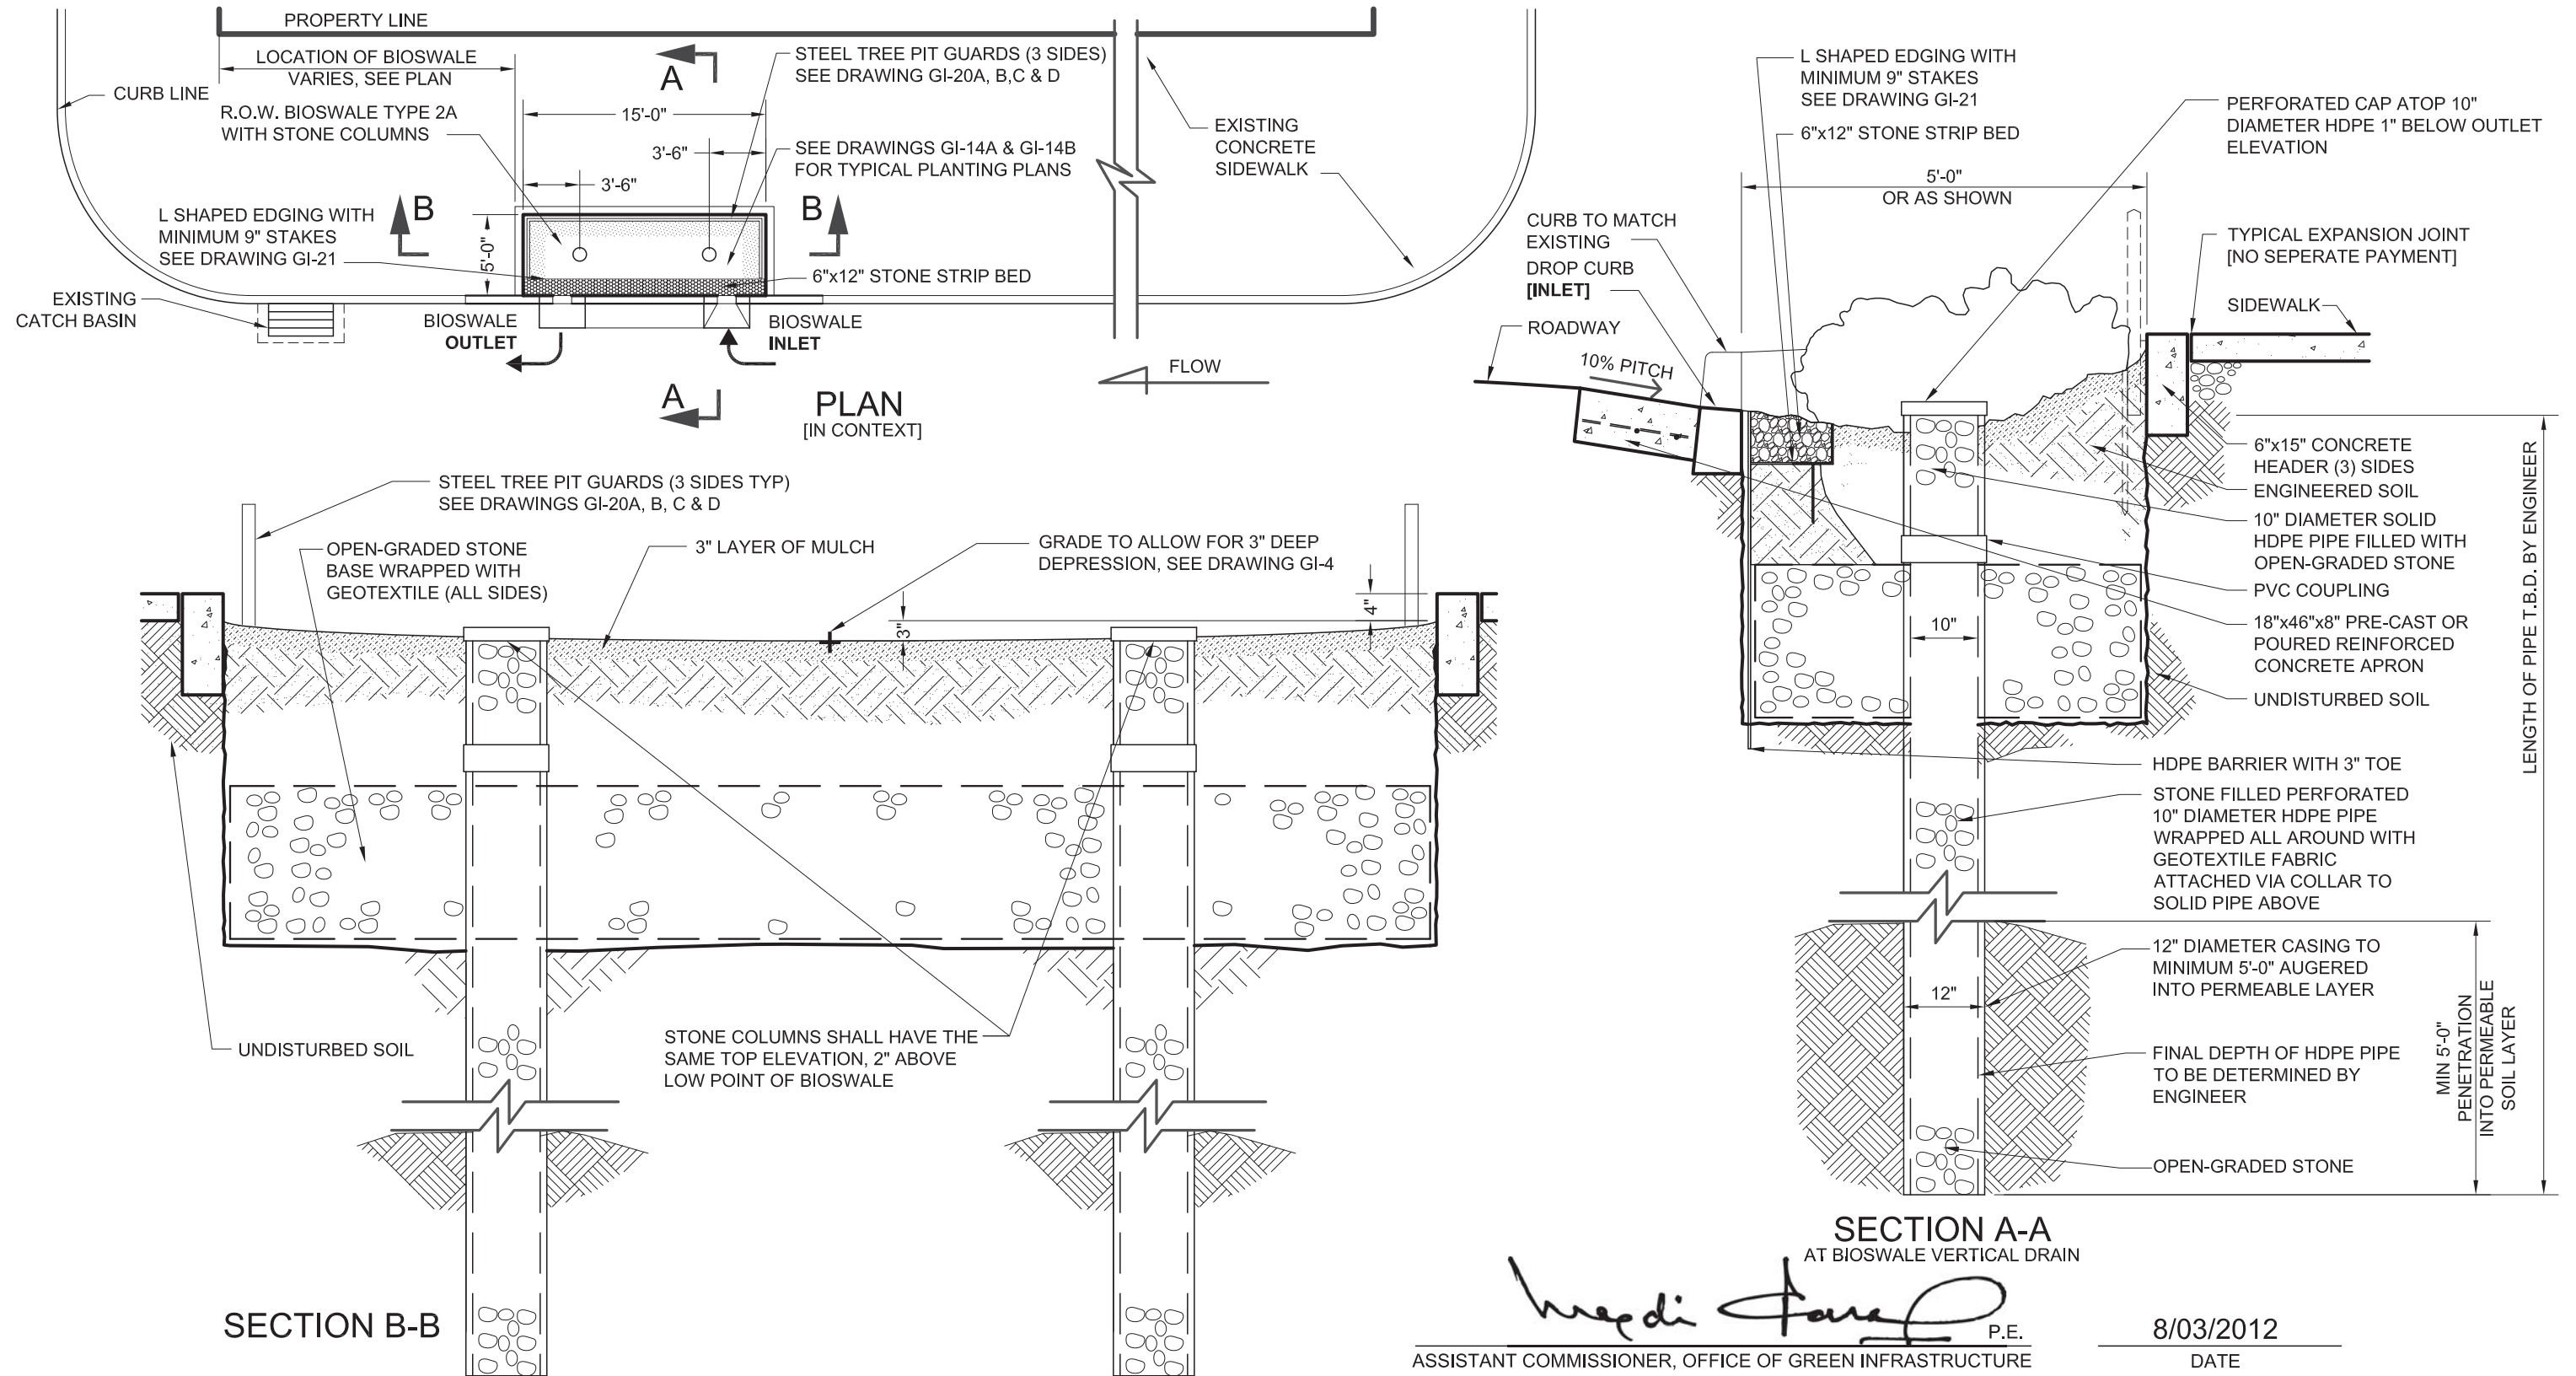 PROPERTY LINE
LOCATION OF BIOSWALE
VARIES, SEE PLAN
CURB LINE
R.O.W. BIOSWALE TYPE 2A
WITH STONE COLUMNS
L SHAPED EDGING WITH
MINIMUM 9" STAKES
SEE DRAWING GI-21
EXISTING
CATCH BASIN
A
STEEL TREE PIT GUARDS (3 SIDES)
SEE DRAWING GI-20A, B,C & D
15'-0"
3'-6"
3'-6"
SEE DRAWINGS GI-14A & GI-14B
FOR TYPICAL PLANTING PLANS
B
B
5'-0"
6"x12" STONE STRIP BED
BIOSWALE
OUTLET
BIOSWALE
INLET
A
EXISTING
CONCRETE
SIDEWALK
FLOW
PLAN
[IN CONTEXT]
STEEL TREE PIT GUARDS (3 SIDES TYP)
SEE DRAWINGS GI-20A, B, C & D
OPEN-GRADED STONE
BASE WRAPPED WITH
GEOTEXTILE (ALL SIDES)
3" LAYER OF MULCH
GRADE TO ALLOW FOR 3" DEEP
DEPRESSION, SEE DRAWING GI-4
3"
4"
UNDISTURBED SOIL
STONE COLUMNS SHALL HAVE THE
SAME TOP ELEVATION, 2" ABOVE
LOW POINT OF BIOSWALE
SECTION B-B
L SHAPED EDGING WITH
MINIMUM 9" STAKES
SEE DRAWING GI-21
6"x12" STONE STRIP BED
PERFORATED CAP ATOP 10"
DIAMETER HDPE 1" BELOW OUTLET
ELEVATION
5'-0"
OR AS SHOWN
CURB TO MATCH
EXISTING
DROP CURB
[INLET]
ROADWAY
10% PITCH
TYPICAL EXPANSION JOINT
[NO SEPERATE PAYMENT]
SIDEWALK
6"x15" CONCRETE
HEADER (3) SIDES
ENGINEERED SOIL
10" DIAMETER SOLID
HDPE PIPE FILLED WITH
OPEN-GRADED STONE
PVC COUPLING
18"x46"x8" PRE-CAST OR
POURED REINFORCED
CONCRETE APRON
UNDISTURBED SOIL
10"
HDPE BARRIER WITH 3" TOE
STONE FILLED PERFORATED
10" DIAMETER HDPE PIPE
WRAPPED ALL AROUND WITH
GEOTEXTILE FABRIC
ATTACHED VIA COLLAR TO
SOLID PIPE ABOVE
12" DIAMETER CASING TO
MINIMUM 5'-0" AUGERED
INTO PERMEABLE LAYER
12"
FINAL DEPTH OF HDPE PIPE
TO BE DETERMINED BY
ENGINEER
OPEN-GRADED STONE
MIN 5'-0"
PENETRATION
INTO PERMEABLE
SOIL LAYER
LENGTH OF PIPE T.B.D. BY ENGINEER
SECTION A-A
AT BIOSWALE VERTICAL DRAIN
P.E.
ASSISTANT COMMISSIONER, OFFICE OF GREEN INFRASTRUCTURE
8/03/2012
DATE